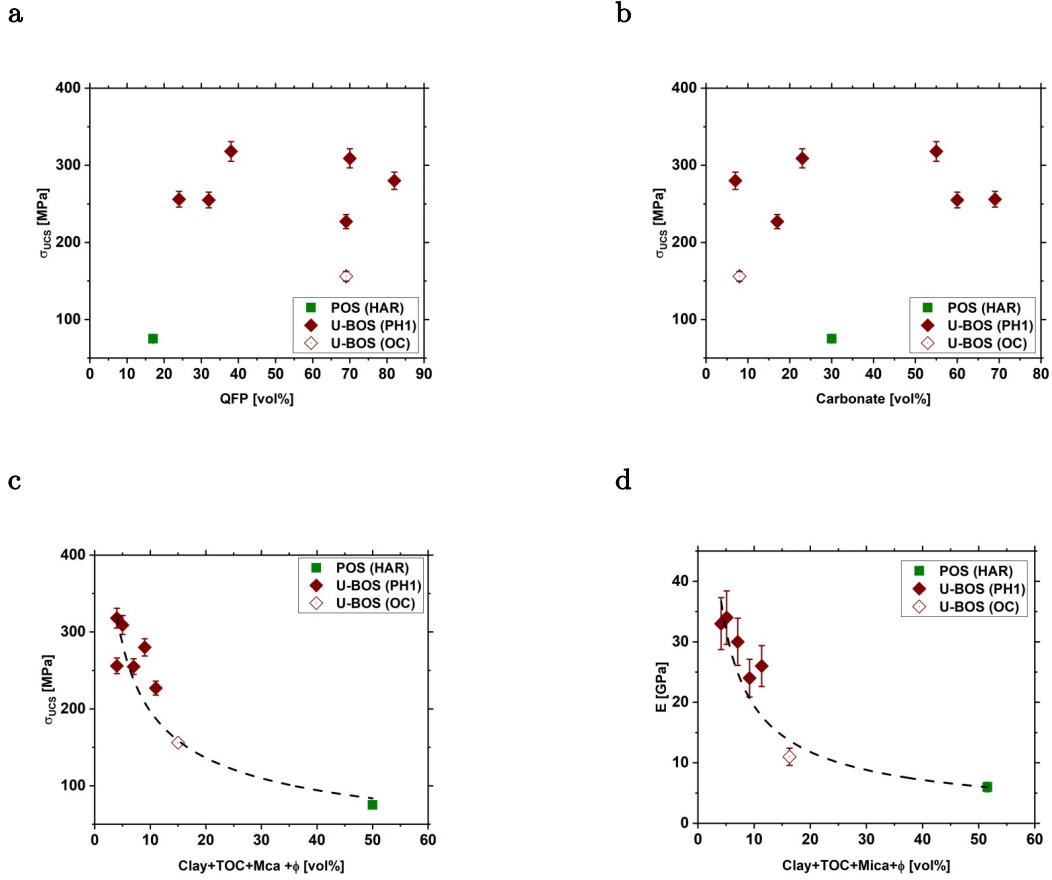 a
400
300
200
100
σUCS [MPa]
POS (HAR)
U-BOS (PH1)
U-BOS (OC)
0 10 20 30 40 50 60 70 80 90
QFP [vol%]
b
400
300
200
100
σUCS [MPa]
POS (HAR)
U-BOS (PH1)
U-BOS (OC)
0 10 20 30 40 50 60 70 80
Carbonate [vol%]
c
400
300
200
100
σUCS [MPa]
POS (HAR)
U-BOS (PH1)
U-BOS (OC)
0 10 20 30 40 50 60
Clay+TOC+Mca +ϕ [vol%]
d
40
30
20
10
0
E [GPa]
POS (HAR)
U-BOS (PH1)
U-BOS (OC)
0 10 20 30 40 50 60
Clay+TOC+Mica+ϕ [vol%]